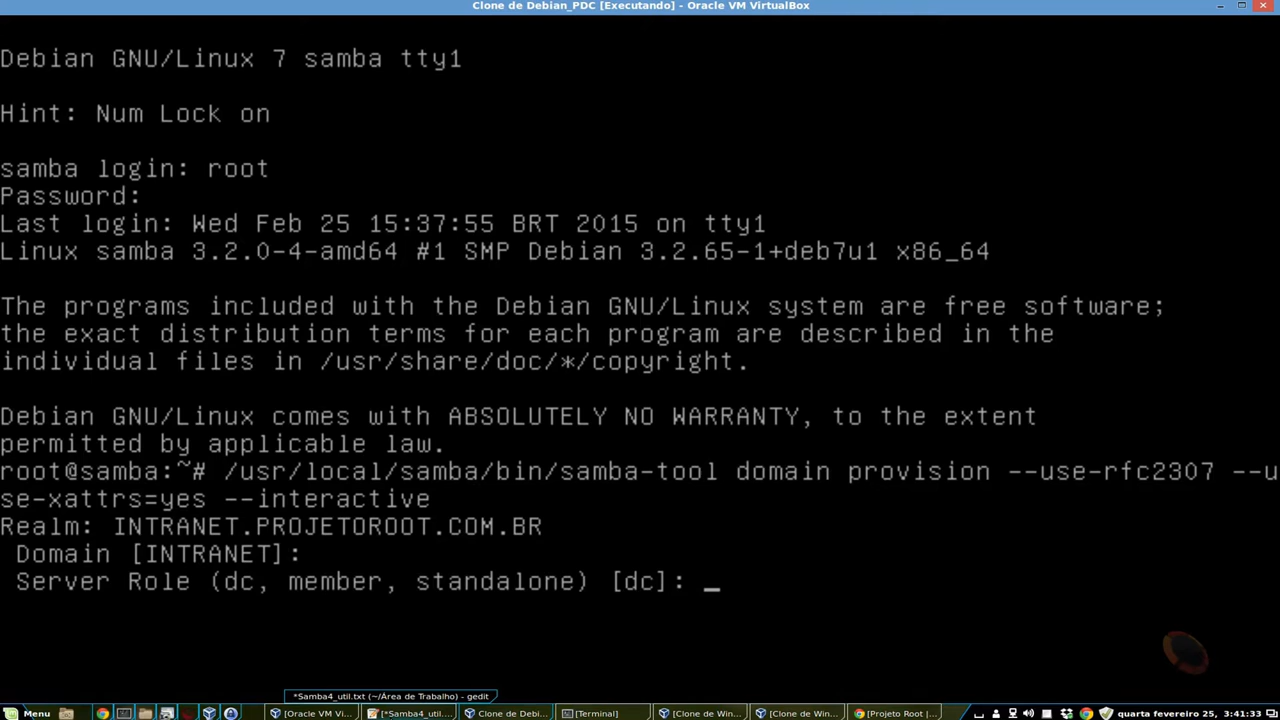 Clone de Debian_PDC [Executando] - Oracle VM VirtualBox
Debian GNU/Linux 7 samba tty1
Hint: Num Lock on
samba login: root
Password:
Last login: Wed Feb 25 15:37:55 BRT 2015 on tty1
Linux samba 3.2.0-4-amd64 #1 SMP Debian 3.2.65-1+deb7u1 x86_64
The programs included with the Debian GNU/Linux system are free software;
the exact distribution terms for each program are described in the
individual files in /usr/share/doc/*/copyright.
Debian GNU/Linux comes with ABSOLUTELY NO WARRANTY, to the extent
permitted by applicable law.
root@samba:~# /usr/local/samba/bin/samba-tool domain provision --use-rfc2307 --u
se-xattrs=yes --interactive
Realm: INTRANET.PROJETOROOT.COM.BR
Domain [INTRANET]:
Server Role (dc, member, standalone) [dc]: _
*Samba4_util.txt (~/Área de Trabalho) - gedit
Menu [Oracle VM Vi... [*Samba4_util.... Clone de Debi... [Terminal] [Clone de Win... [Clone de Win... [Projeto Root |... quarta fevereiro 25, 3:41:33